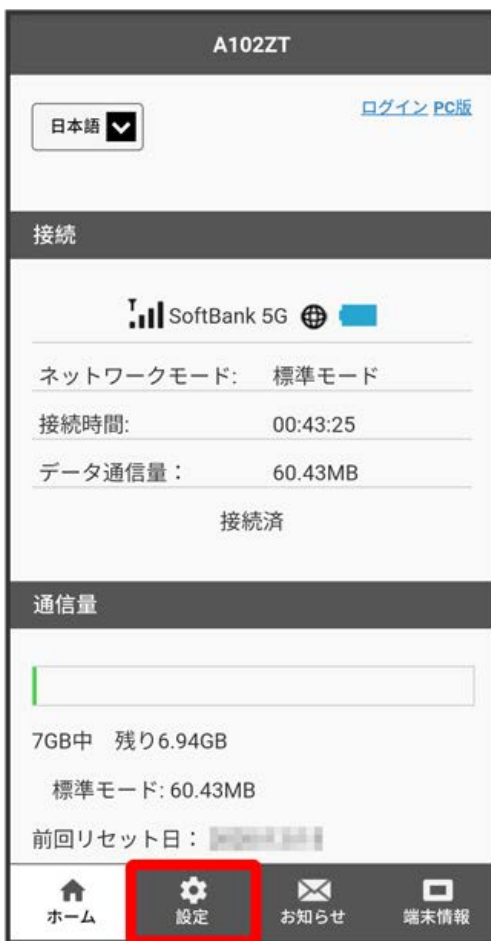 A102ZT
ログイン PC版
日本語
接続
SoftBank 5G
ネットワークモード: 標準モード
接続時間: 00:43:25
データ通信量： 60.43MB
接続済
通信量
7GB中 残り6.94GB
標準モード: 60.43MB
前回リセット日：
ホーム 設定 お知らせ 端末情報